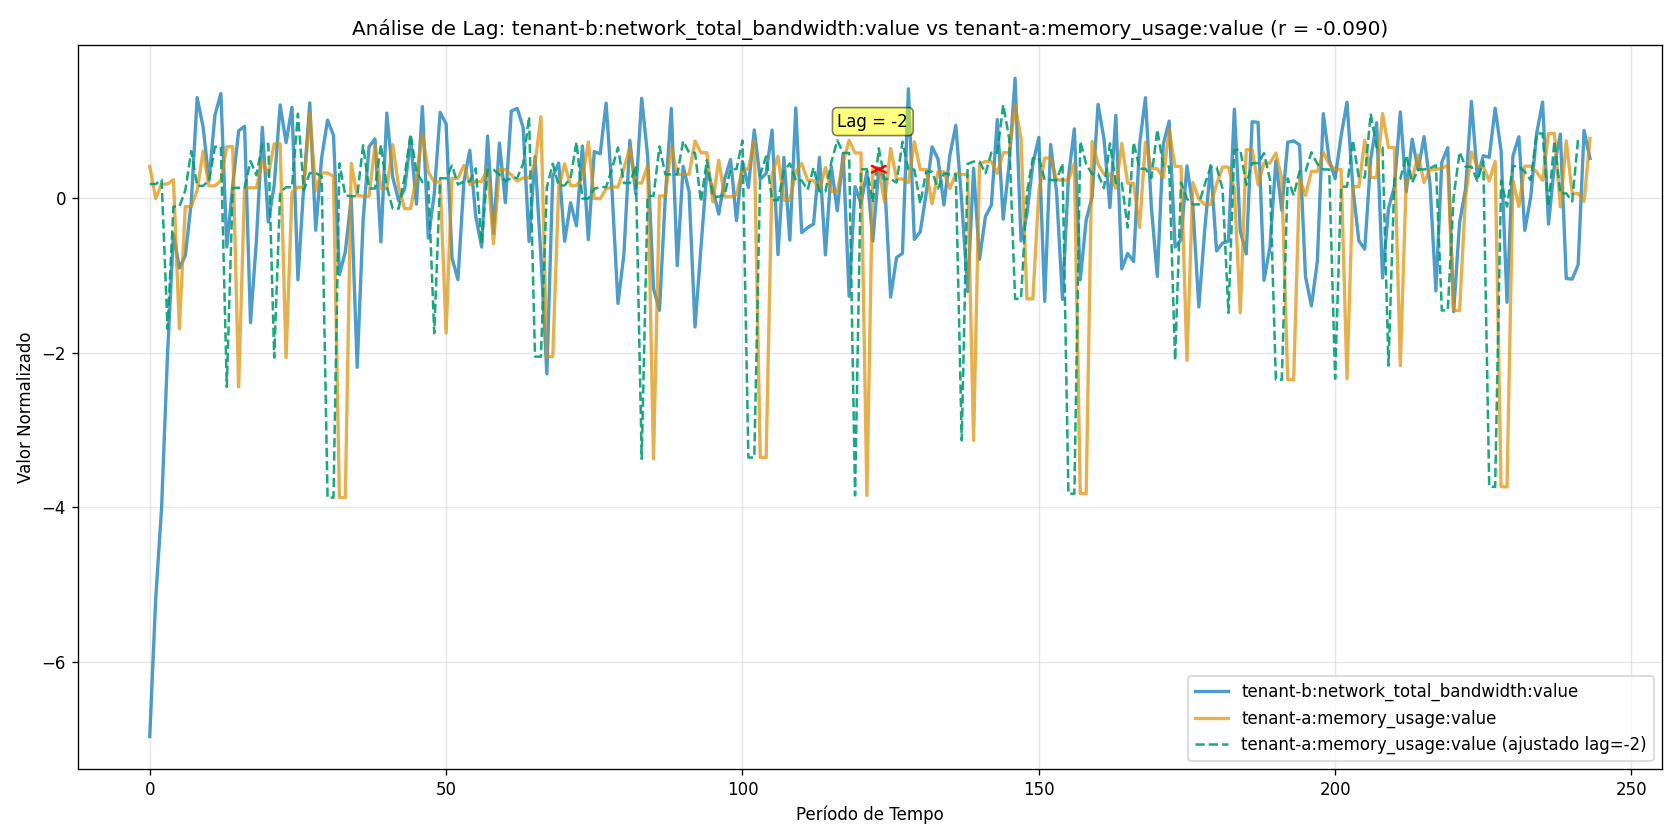 Análise de Lag: tenant-b:network_total_bandwidth:value vs tenant-a:memory_usage:value (r = -0.090)
Lag = -2
0
−2
−4
−6
Valor Normalizado
0 50 100 150 200 250
Período de Tempo
tenant-b:network_total_bandwidth:value
tenant-a:memory_usage:value
tenant-a:memory_usage:value (ajustado lag=-2)